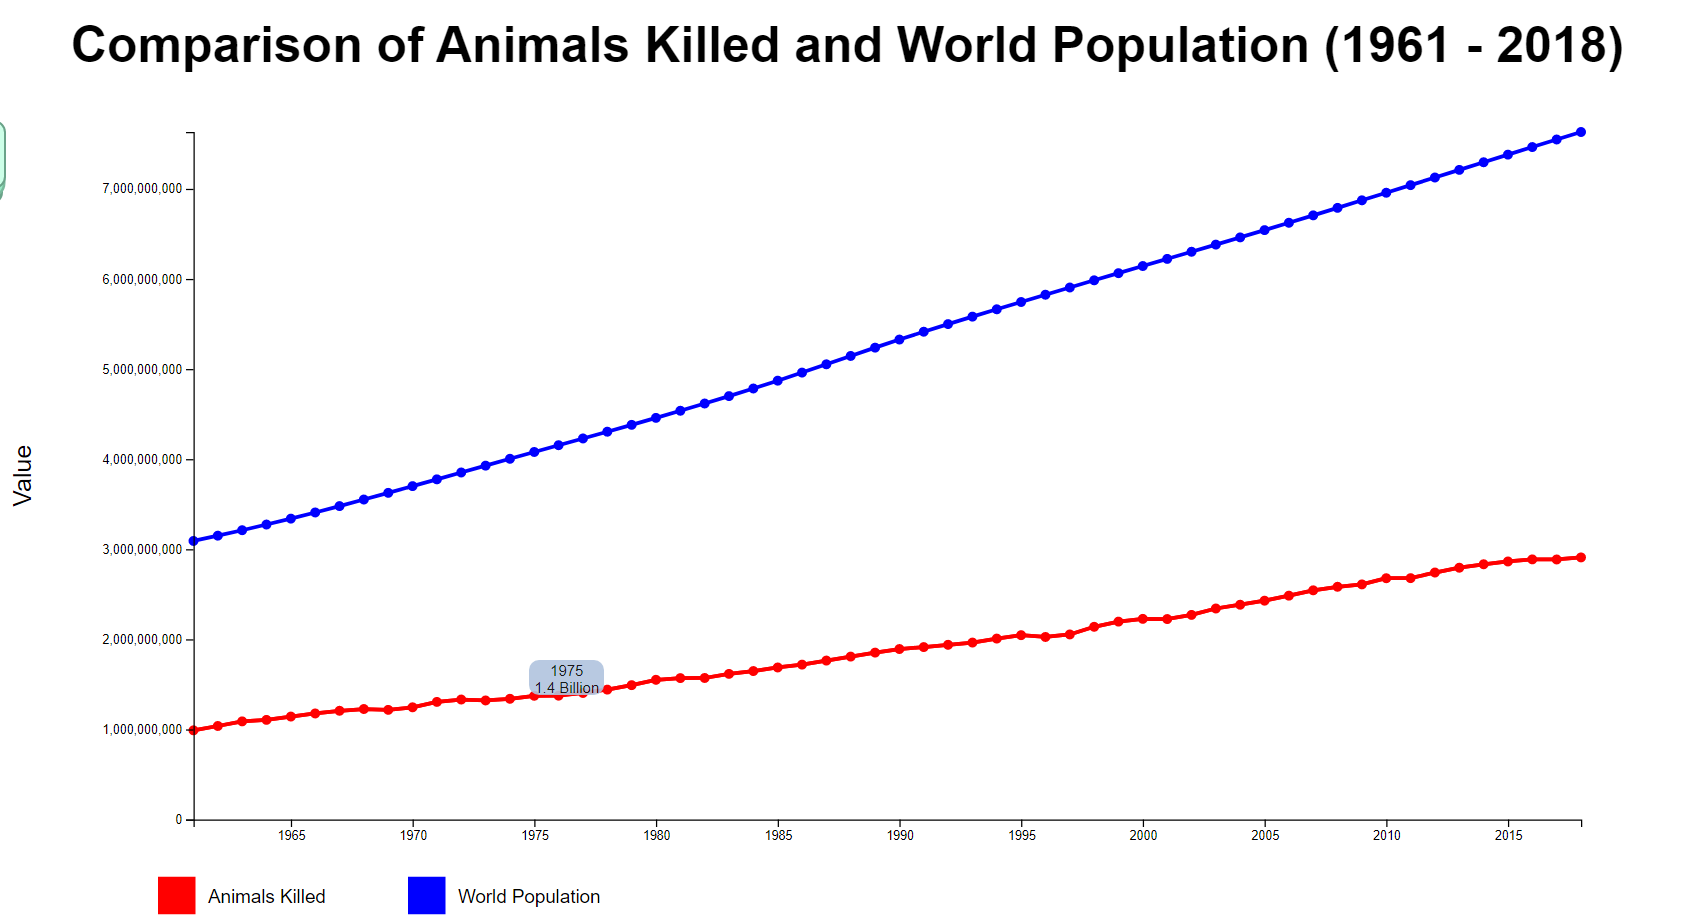 Comparison of Animals Killed and World Population (1961 - 2018)
Value
7,000,000,000
6,000,000,000
5,000,000,000
4,000,000,000
3,000,000,000
2,000,000,000
1,000,000,000
0
1975
1.4 Billion
1965 1970 1975 1980 1985 1990 1995 2000 2005 2010 2015
Animals Killed World Population